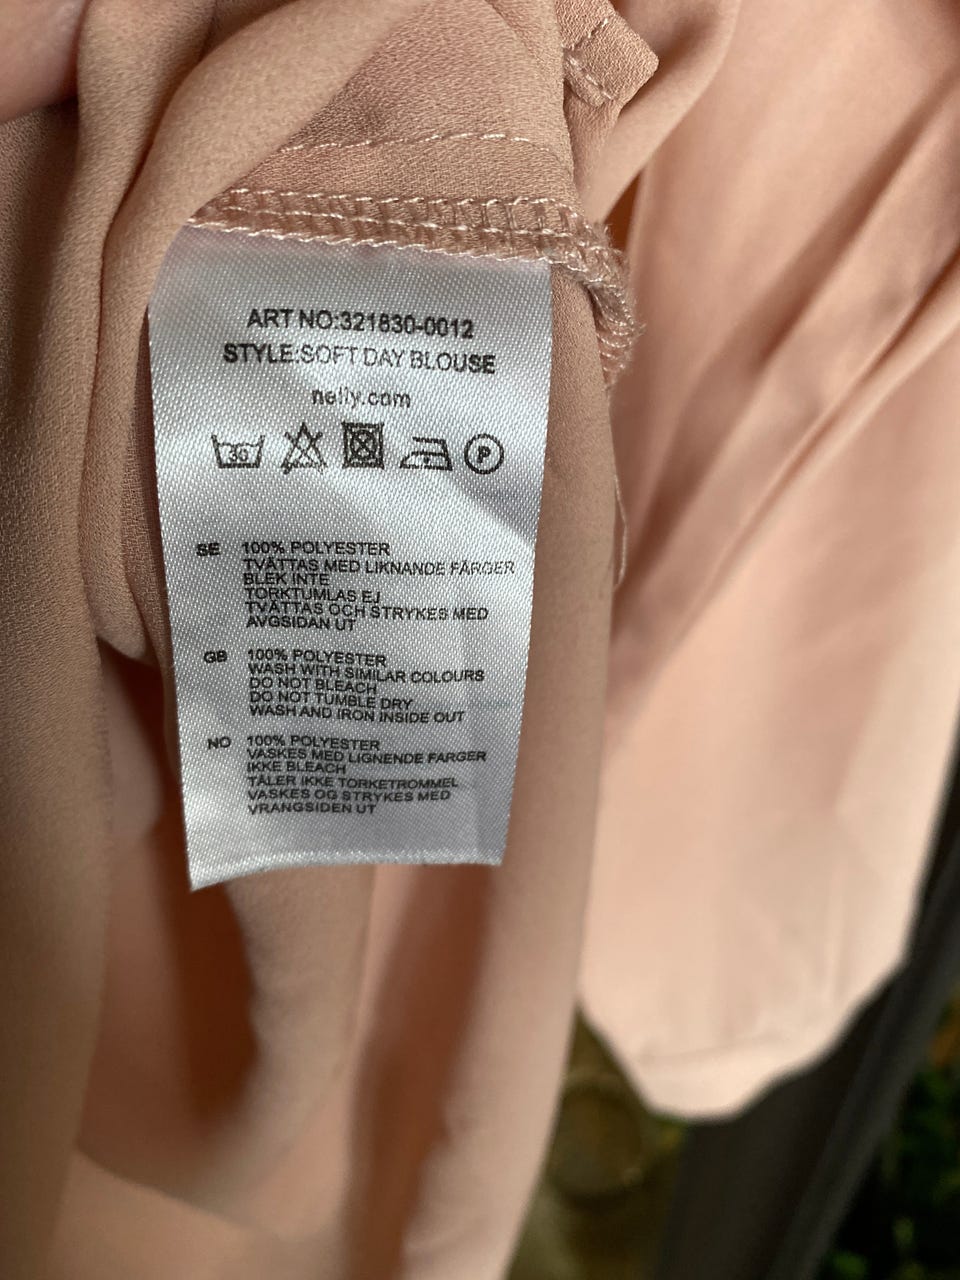 ART NO:321830-0012
STYLE:SOFT DAY BLOUSE
nelly.com
30 P
SE 100% POLYESTER
TVÄTTAS MED LIKNANDE FÄRGER
BLEK INTE
TORKTUMLAS EJ
TVÄTTAS OCH STRYKES MED
AVGSIDAN UT
GB 100% POLYESTER
WASH WITH SIMILAR COLOURS
DO NOT BLEACH
DO NOT TUMBLE DRY
WASH AND IRON INSIDE OUT
NO 100% POLYESTER
VASKES MED LIGNENDE FARGER
IKKE BLEACH
TÅLER IKKE TORKETROMMEL
VASKES OG STRYKES MED
VRANGSIDEN UT